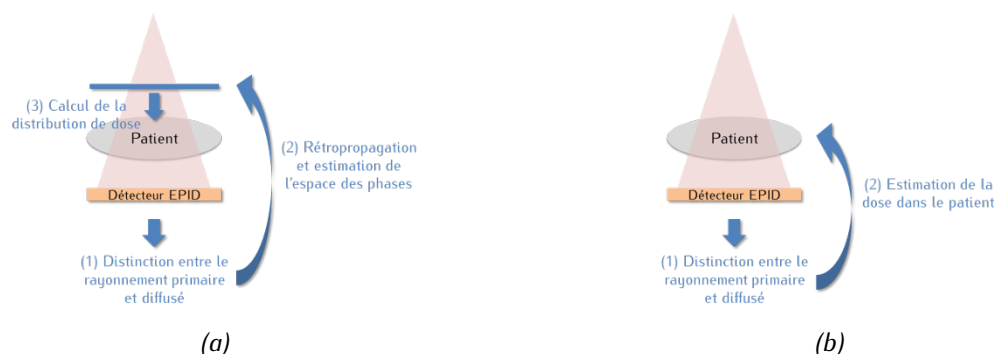 (3) Calcul de la
distribution de dose
Patient
(2) Rétropropagation
et estimation de
l'espace des phases
Détecteur EPID
(1) Distinction entre le
rayonnement primaire
et diffusé
(a)
Patient
(2) Estimation de la
dose dans le patient
Détecteur EPID
(1) Distinction entre le
rayonnement primaire
et diffusé
(b)